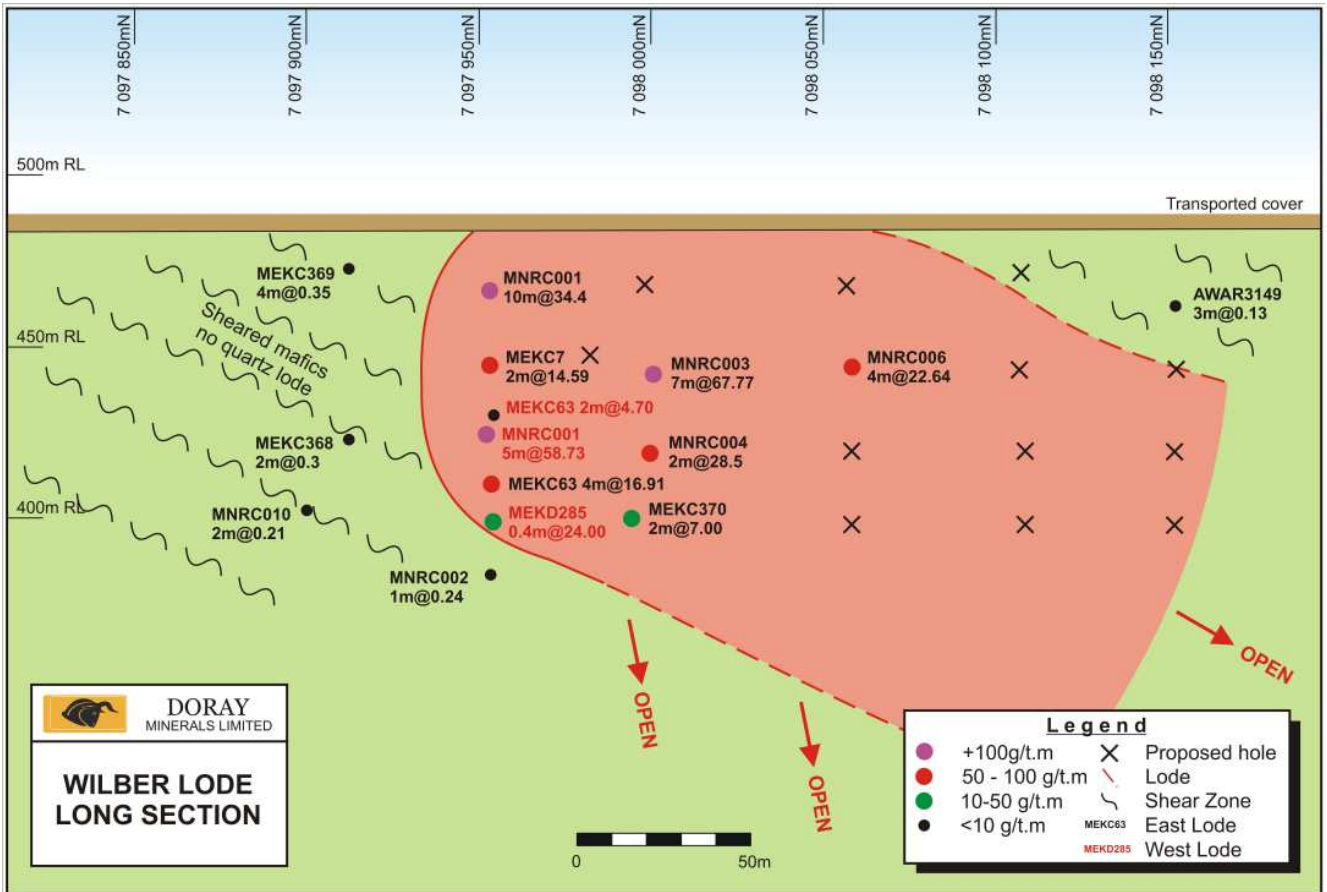 7 097 850mN
7 097 900mN
7 097 950mN
7 098 000mN
7 098 050mN
7 098 100mN
7 098 150mN
500m RL
Transported cover
MEKC369
4m@0.35
MNRC001
10m@34.4
AWAR3149
3m@0.13
Sheared mafics
no quartz lode
450m RL
MEKC7
2m@14.59
MNRC003
7m@67.77
MNRC006
4m@22.64
MEKC63 2m@4.70
MNRC001
5m@58.73
MEKC368
2m@0.3
MNRC004
2m@28.5
MEKC63 4m@16.91
400m RL
MNRC010
2m@0.21
MEKD285
0.4m@24.00
MEKC370
2m@7.00
MNRC002
1m@0.24
OPEN
OPEN
OPEN
DORAY
MINERALS LIMITED
WILBER LODE
LONG SECTION
0 50m
Legend
+100g/t.m Proposed hole
50 - 100 g/t.m Lode
10-50 g/t.m Shear Zone
<10 g/t.m MEKC63 East Lode
MEKD285 West Lode